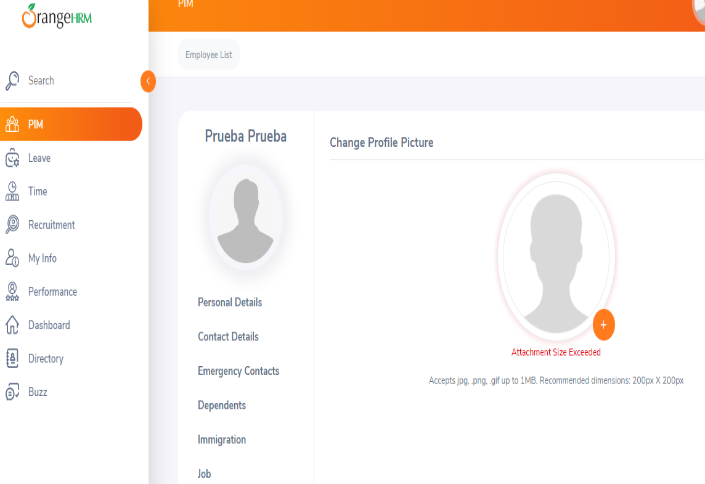 OrangeHRM
PIM
Employee List
Search
PIM
Leave
Time
Recruitment
My Info
Performance
Dashboard
Directory
Buzz
Prueba Prueba
Personal Details
Contact Details
Emergency Contacts
Dependents
Immigration
Job
Change Profile Picture
Attachment Size Exceeded
Accepts jpg, .png, .gif up to 1MB. Recommended dimensions: 200px X 200px